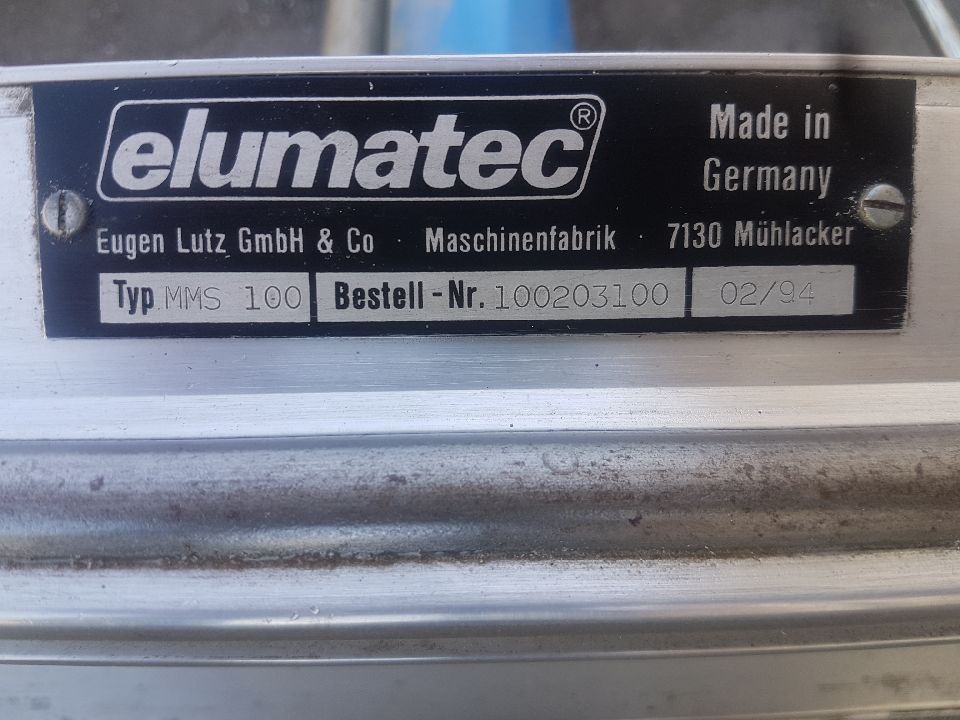 elumatec®
Made in
Germany
Eugen Lutz GmbH & Co · Maschinenfabrik · 7130 Mühlacker
Typ MMS 100 Bestell-Nr. 100203100 02/94